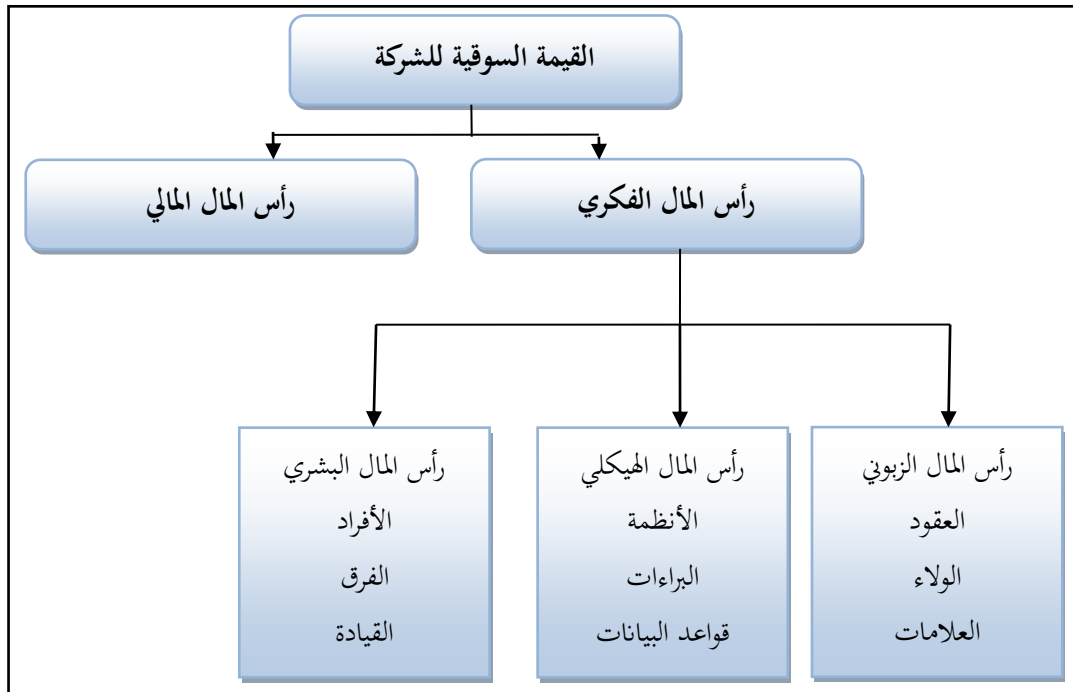 القيمة السوقية للشركة
رأس المال الفكري
رأس المال المالي
رأس المال الزبوني
العقود
الولاء
العلامات
رأس المال الهيكلي
الأنظمة
البراءات
قواعد البيانات
رأس المال البشري
الأفراد
الفرق
القيادة